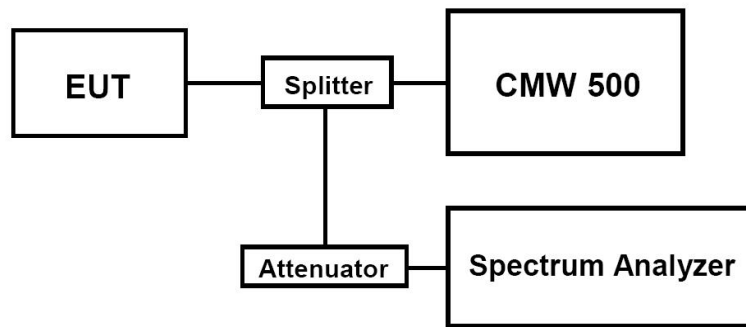 EUT
Splitter
CMW 500
Attenuator
Spectrum Analyzer